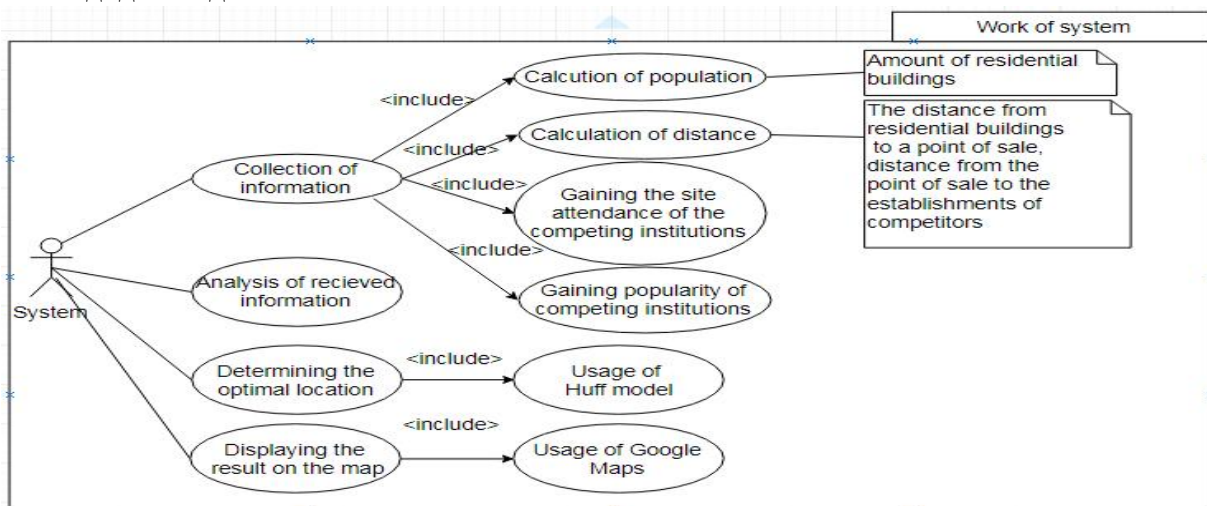 Work of system
Calcution of population
Amount of residential
buildings
<include>
Calculation of distance
The distance from
residential buildings
to a point of sale,
distance from the
point of sale to the
establishments of
competitors
<include>
Collection of
information
<include>
Gaining the site
attendance of the
competing institutions
<include>
Gaining popularity of
competing institutions
System
Analysis of recieved
information
Determining the
optimal location
<include>
Usage of
Huff model
Displaying the
result on the map
<include>
Usage of Google
Maps